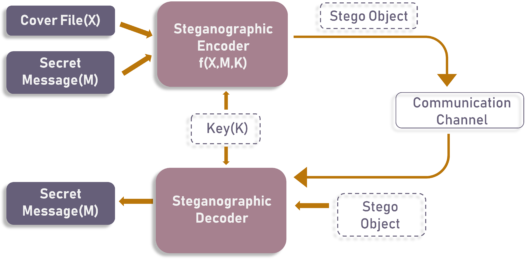 Cover File(X)
Secret
Message(M)
Steganographic
Encoder
f(X,M,K)
Stego Object
Communication
Channel
Key(K)
Secret
Message(M)
Steganographic
Decoder
Stego
Object